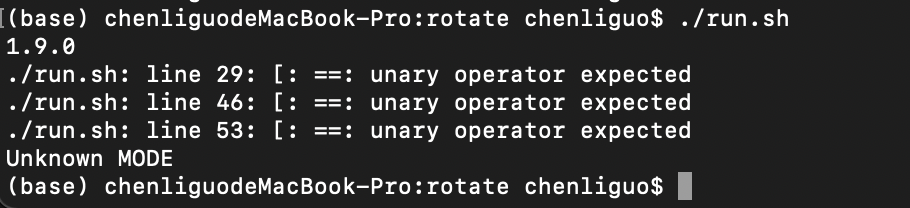 (base) chenliguodeMacBook-Pro:rotate chenliguo$ ./run.sh
1.9.0
./run.sh: line 29: [: ==: unary operator expected
./run.sh: line 46: [: ==: unary operator expected
./run.sh: line 53: [: ==: unary operator expected
Unknown MODE
(base) chenliguodeMacBook-Pro:rotate chenliguo$